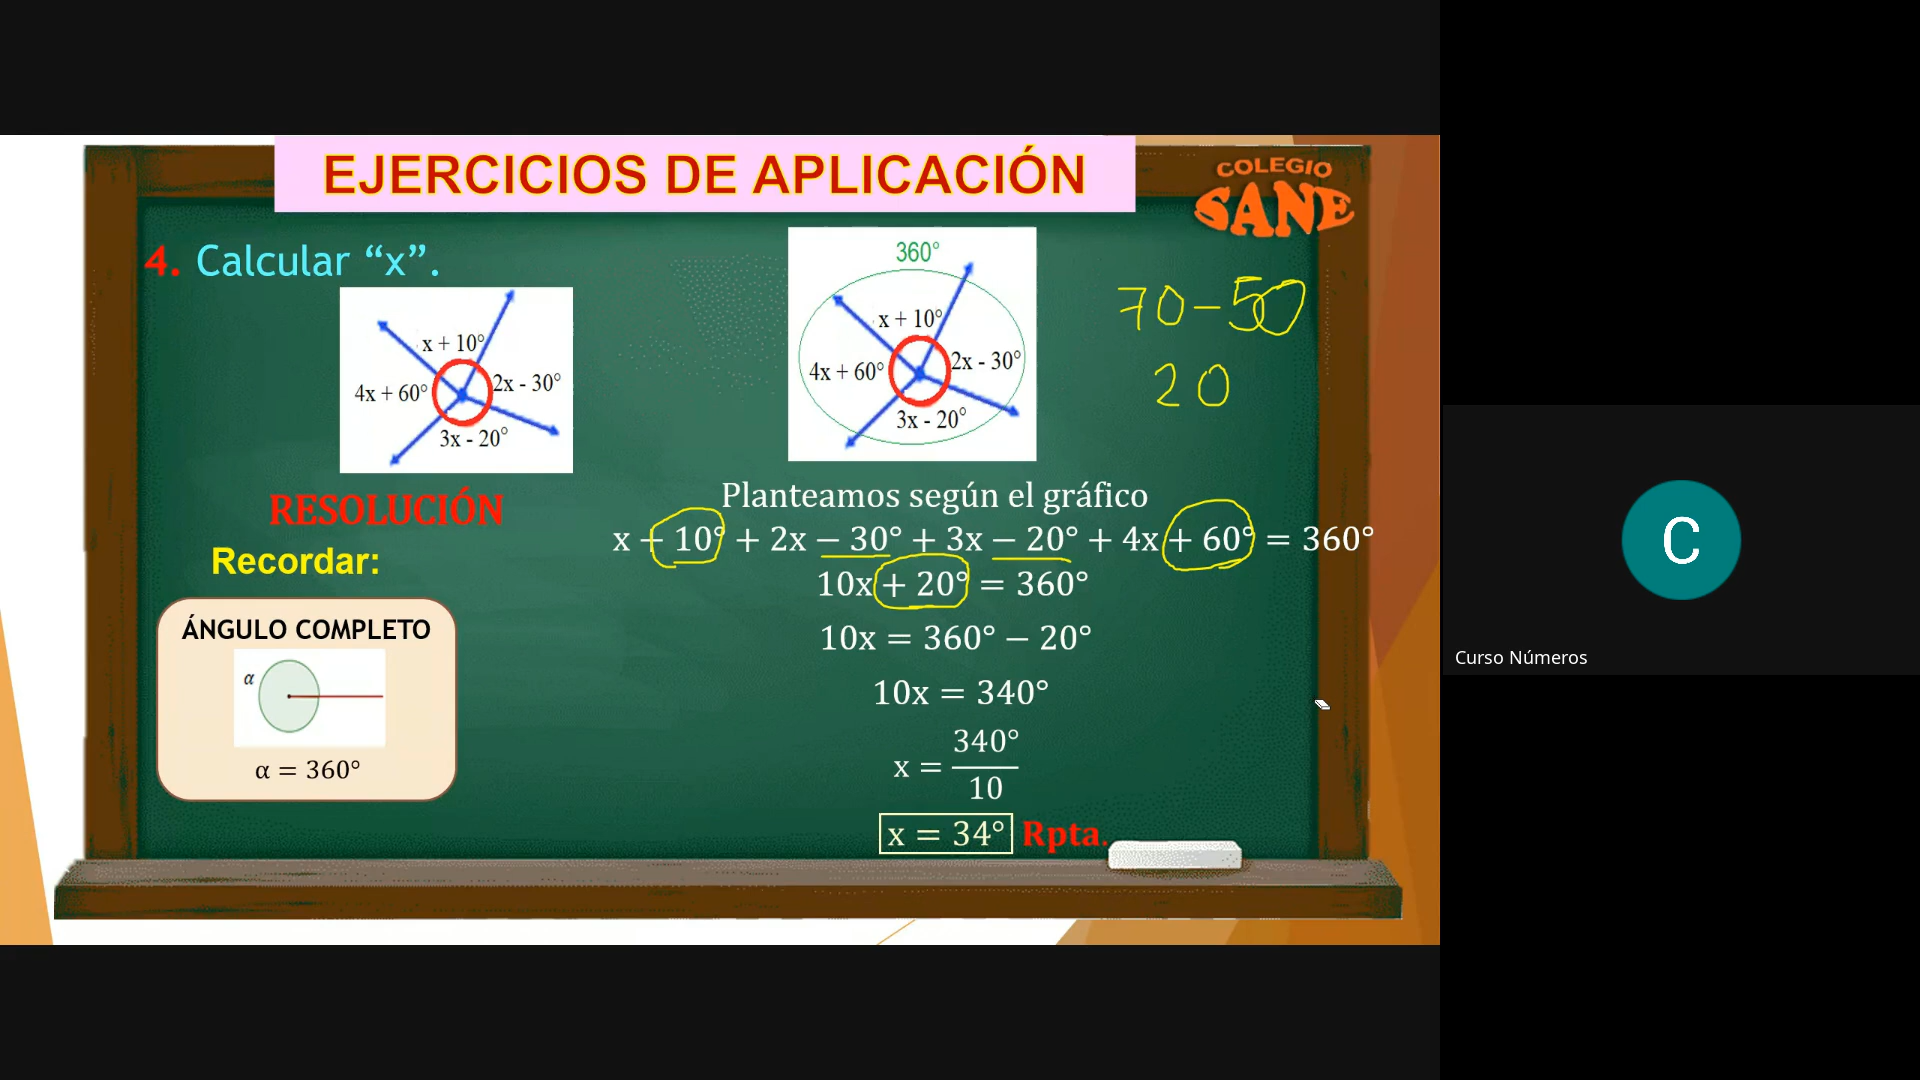 EJERCICIOS DE APLICACIÓN
COLEGIO
SANE
4. Calcular “x”.
x + 10°
4x + 60°
2x - 30°
3x - 20°
360°
x + 10°
4x + 60°
2x - 30°
3x - 20°
70-50
20
RESOLUCIÓN
Recordar:
ÁNGULO COMPLETO
α
α = 360°
Planteamos según el gráfico
x + 10° + 2x − 30° + 3x − 20° + 4x + 60° = 360°
10x + 20° = 360°
10x = 360° − 20°
10x = 340°
x = 340°
10
x = 34° Rpta.
C
Curso Números